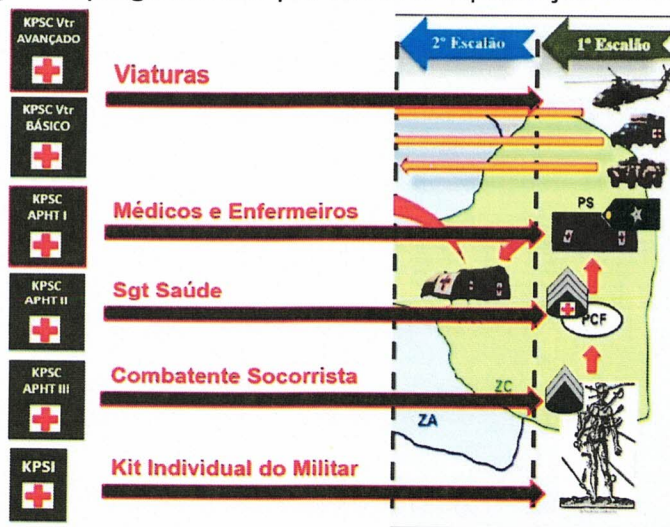 KPSC Vtr
AVANÇADO
2º Escalão
1º Escalão
Viaturas
KPSC Vtr
BÁSICO
KPSC
APHT I
Médicos e Enfermeiros
PS
KPSC
APHT II
Sgt Saúde
PCF
KPSC
APHT III
Combatente Socorrista
ZC
ZA
KPSI
Kit Individual do Militar